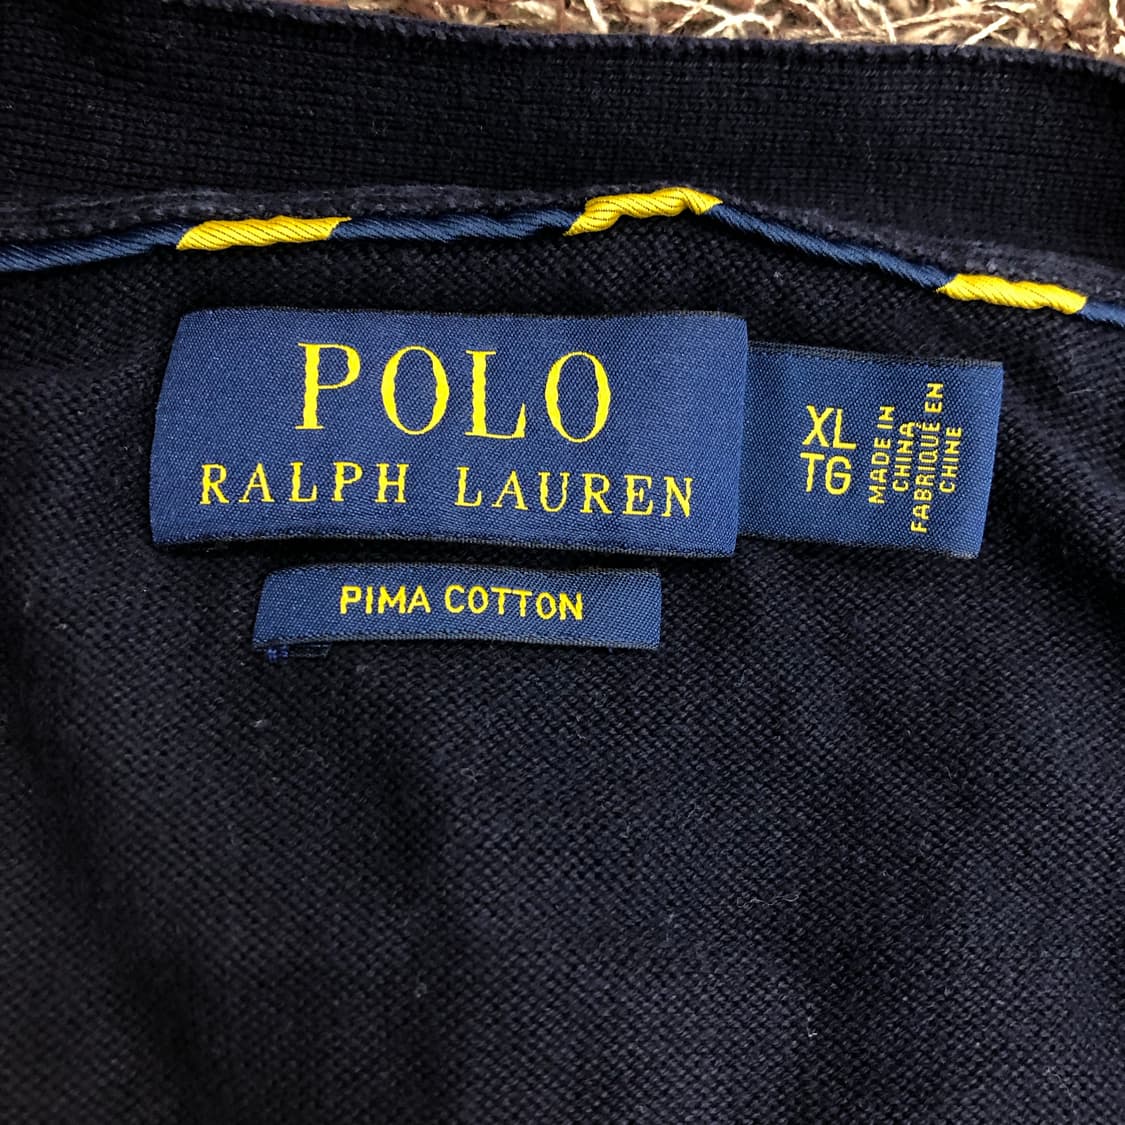 POLO
RALPH LAUREN
XL
TG
MADE IN
CHINA
FABRIQUÉ EN
CHINE
PIMA COTTON